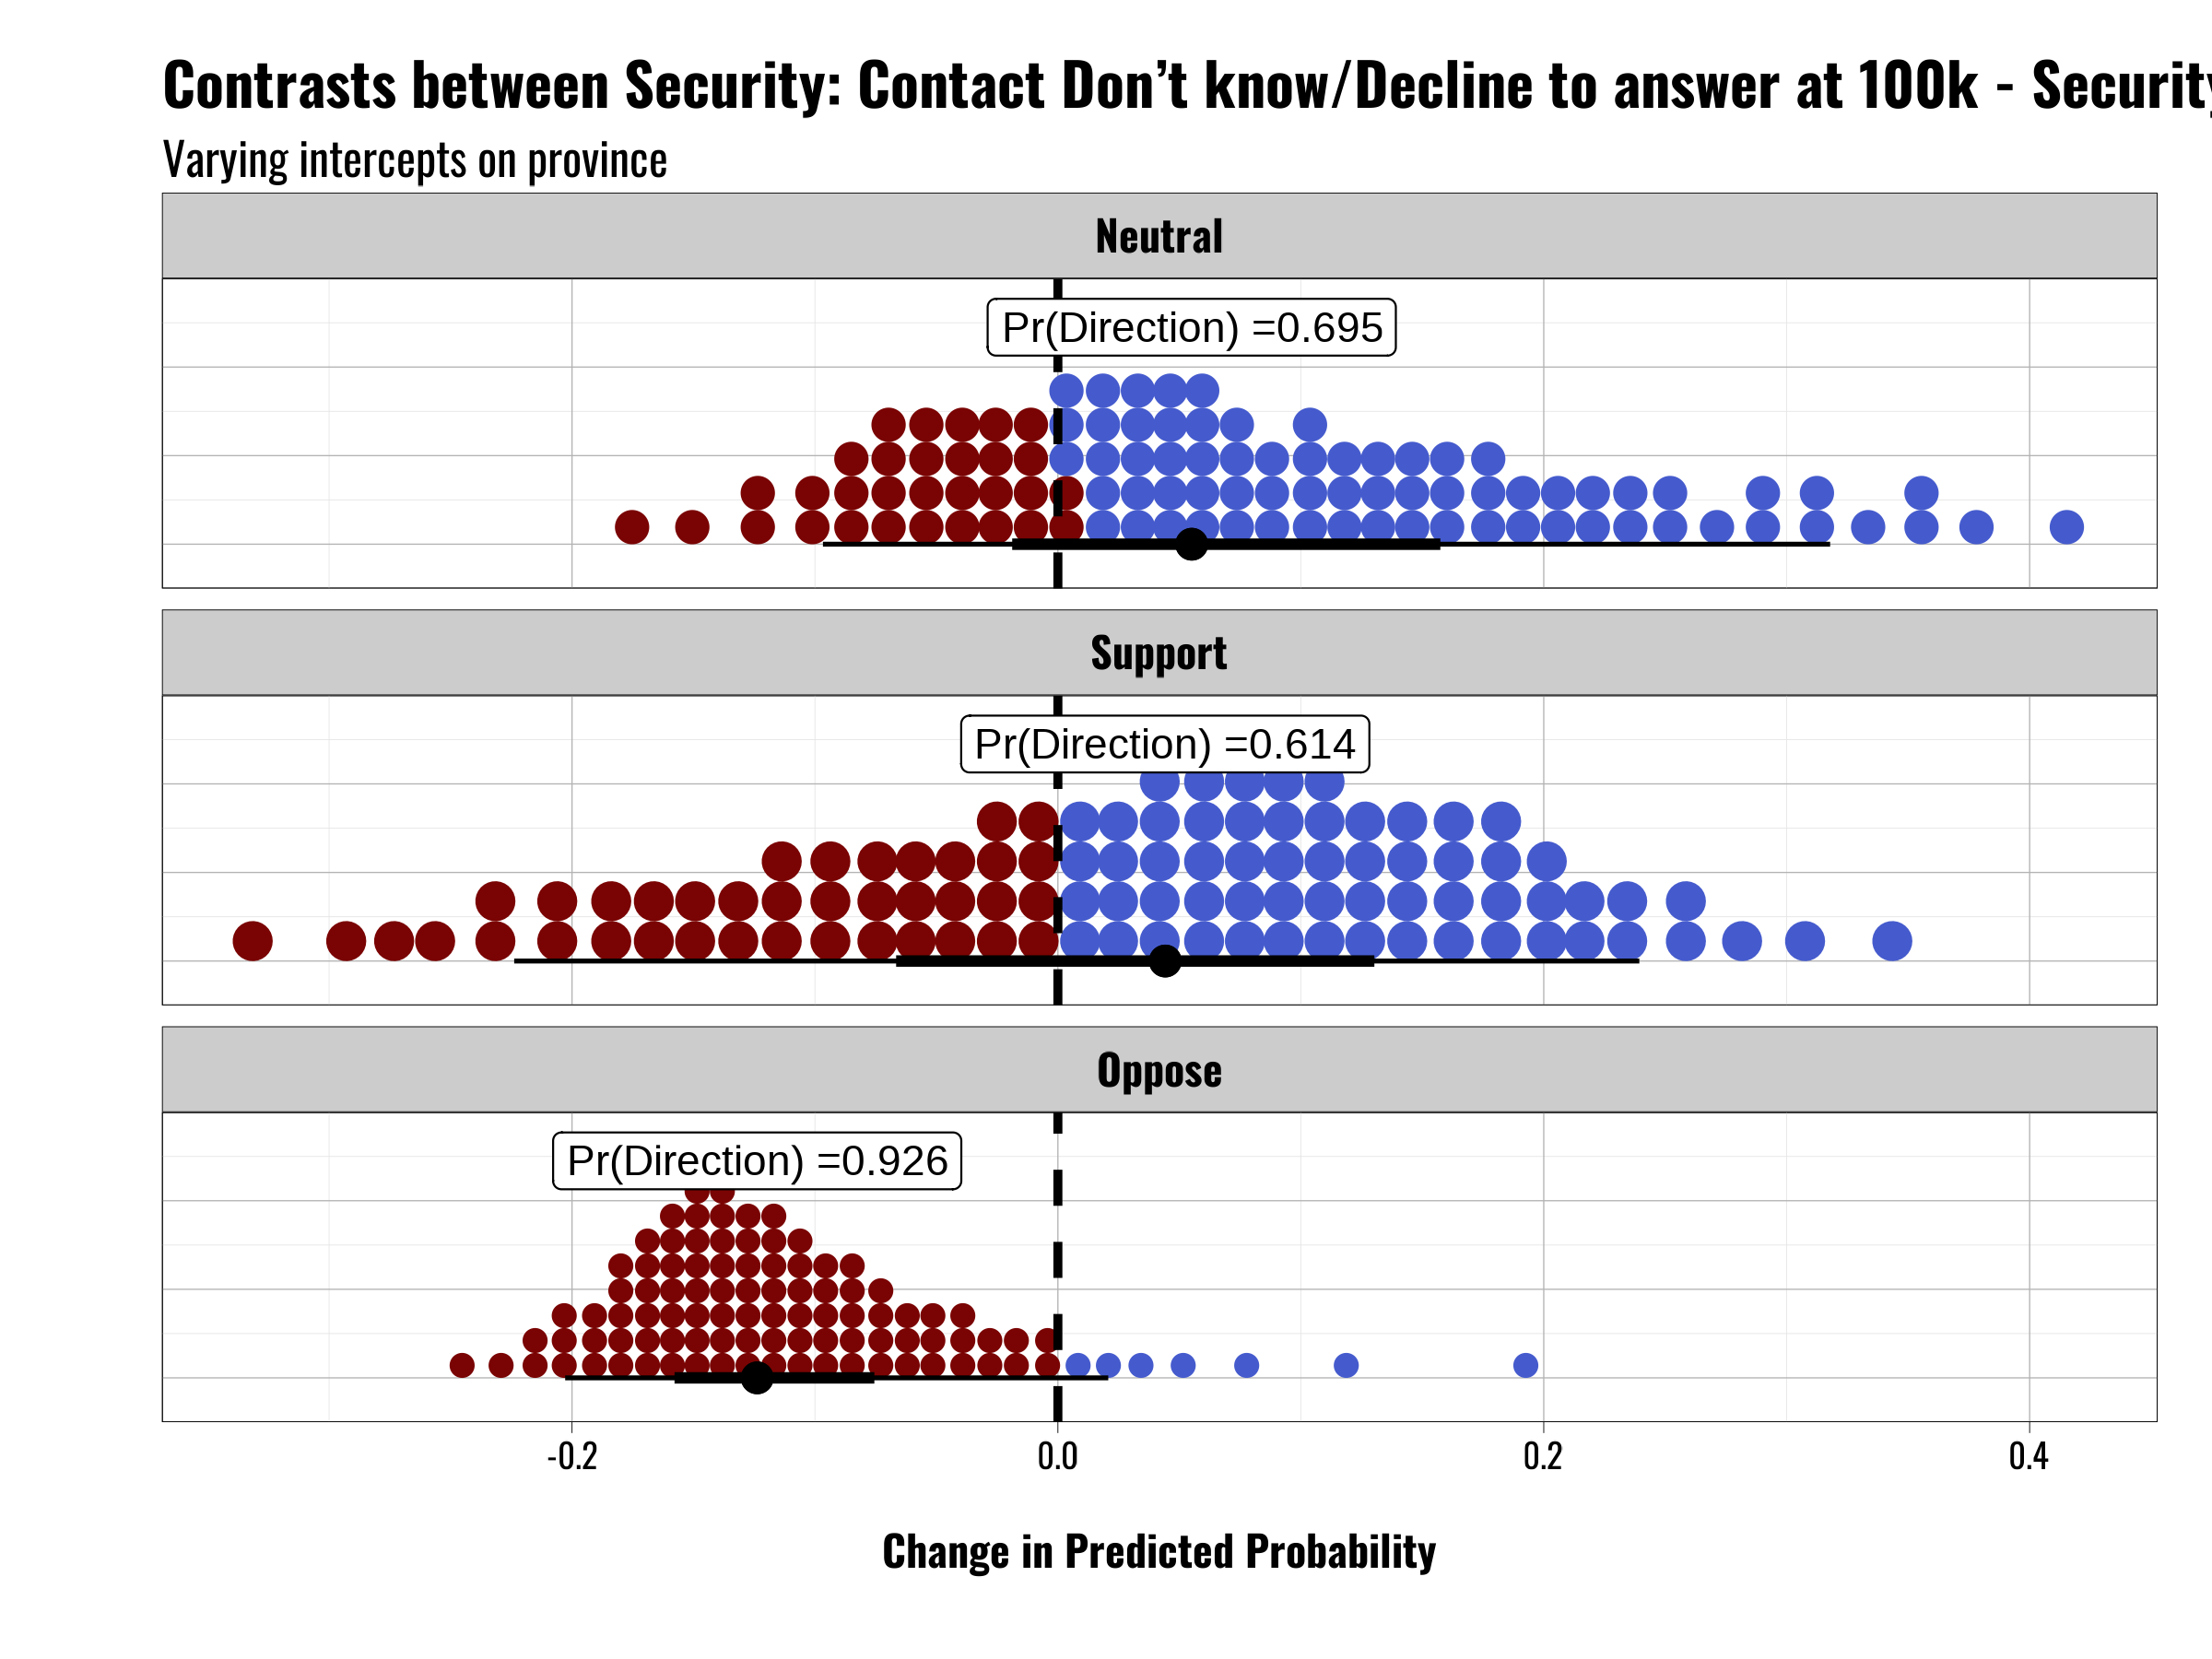 Contrasts between Security: Contact Don’t know/Decline to answer at 100k - Security
Varying intercepts on province
Neutral
Pr(Direction) =0.695
Support
Pr(Direction) =0.614
Oppose
Pr(Direction) =0.926
-0.2 0.0 0.2 0.4
Change in Predicted Probability